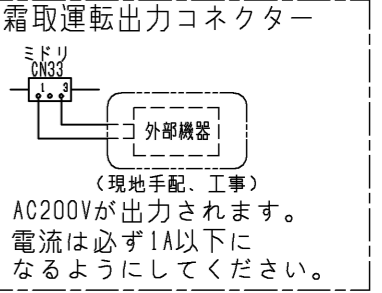 霜取運転出力コネクター
ミドリ
CN33
1 3
外部機器
(現地手配、工事)
AC200Vが出力されます。
電流は必ず1A以下に
なるようにしてください。